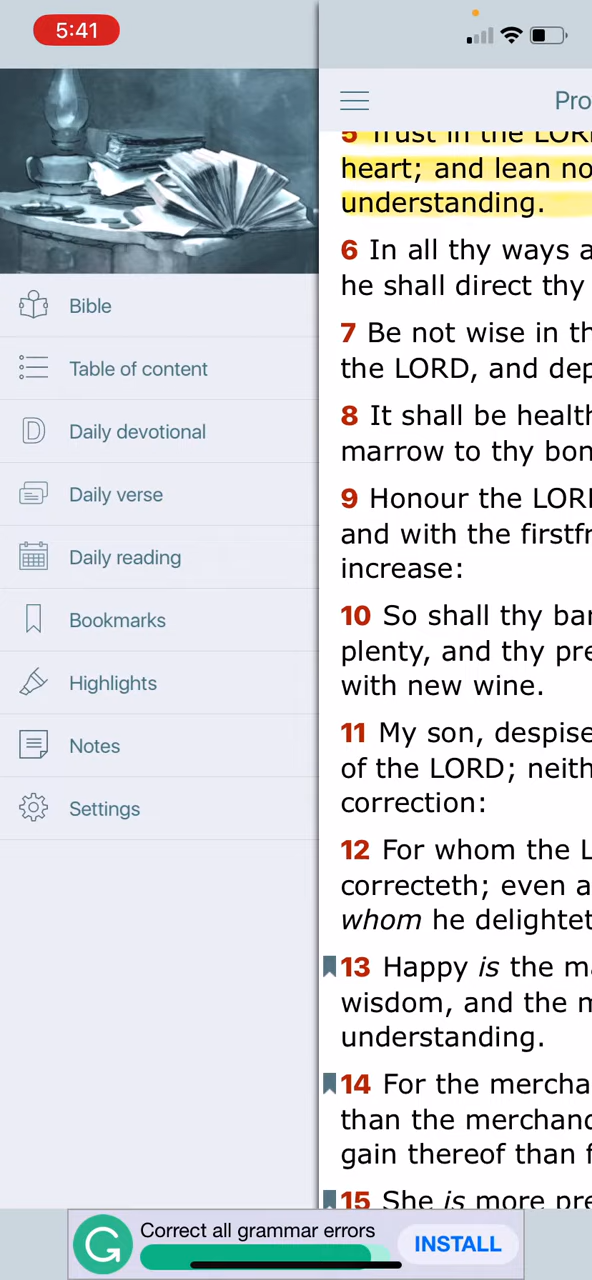 5:41
Bible
Table of content
Daily devotional
Daily verse
Daily reading
Bookmarks
Highlights
Notes
Settings
Pro
5 Trust in the LOR
heart; and lean no
understanding.
6 In all thy ways a
he shall direct thy
7 Be not wise in th
the LORD, and dep
8 It shall be health
marrow to thy bon
9 Honour the LOR
and with the firstfr
increase:
10 So shall thy bar
plenty, and thy pre
with new wine.
11 My son, despise
of the LORD; neith
correction:
12 For whom the L
correcteth; even a
whom he delightet
13 Happy is the ma
wisdom, and the m
understanding.
14 For the mercha
than the merchand
gain thereof than f
15 She is more pre
Correct all grammar errors
INSTALL